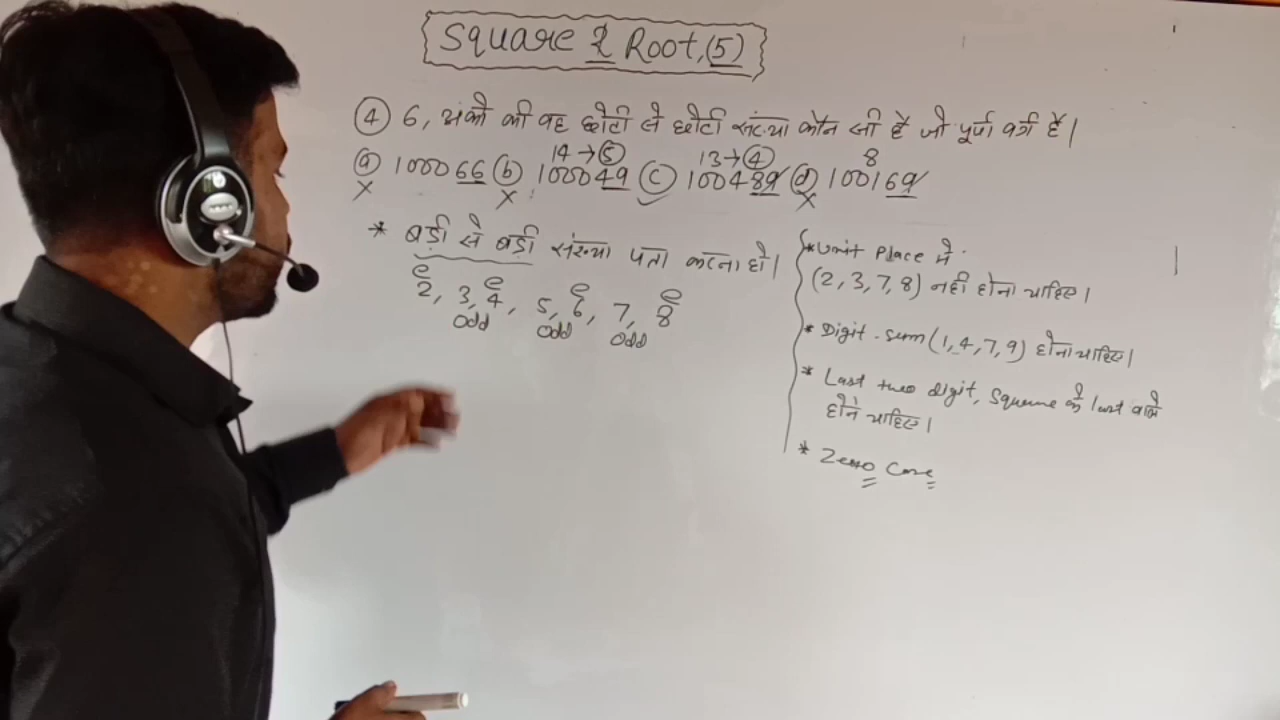 Square & Root, (5)
④ 6, अंको की वह छोटी से छोटी संख्या कौन सी हैं जो पूर्ण वर्ग हैं।
14→⑤ 13→④ 8
ⓐ 100066 ⓑ 100049 ⓒ 100489 ⓓ 100169
× × ✓ ×
* बड़ी से बड़ी संख्या पता करना हो।
e e e e
2, 3, 4, 5, 6, 7, 8
odd odd odd
* Unit Place में
(2, 3, 7, 8) नही होना चाहिए।
* Digit-sum (1, 4, 7, 9) होना चाहिए।
* Last two digit, Square के last वाले
होने चाहिए।
* Zero Case